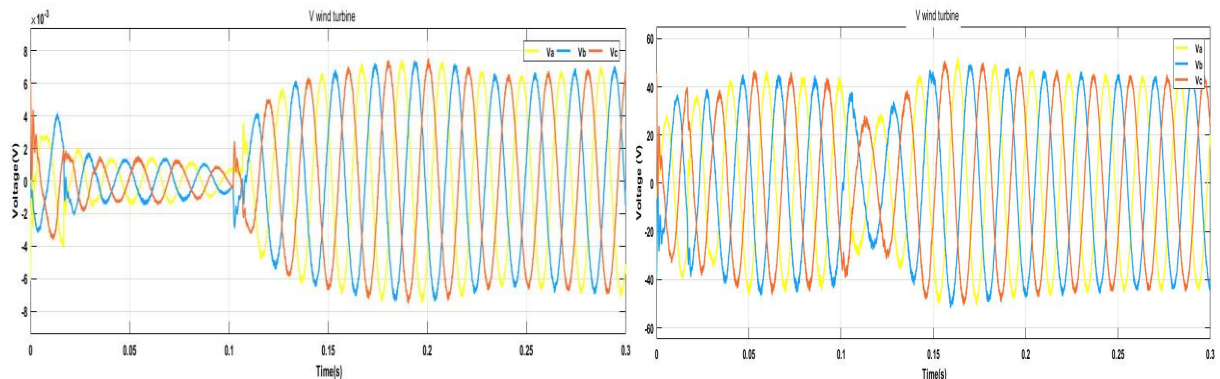 ×10⁻³
V wind turbine
Va Vb Vc
Voltage(V)
8
6
4
2
0
-2
-4
-6
-8
0 0.05 0.1 0.15 0.2 0.25 0.3
Time(s)
V wind turbine
Va
Vb
Vc
Voltage (V)
60
40
20
0
-20
-40
-60
0 0.05 0.1 0.15 0.2 0.25 0.3
Time(s)